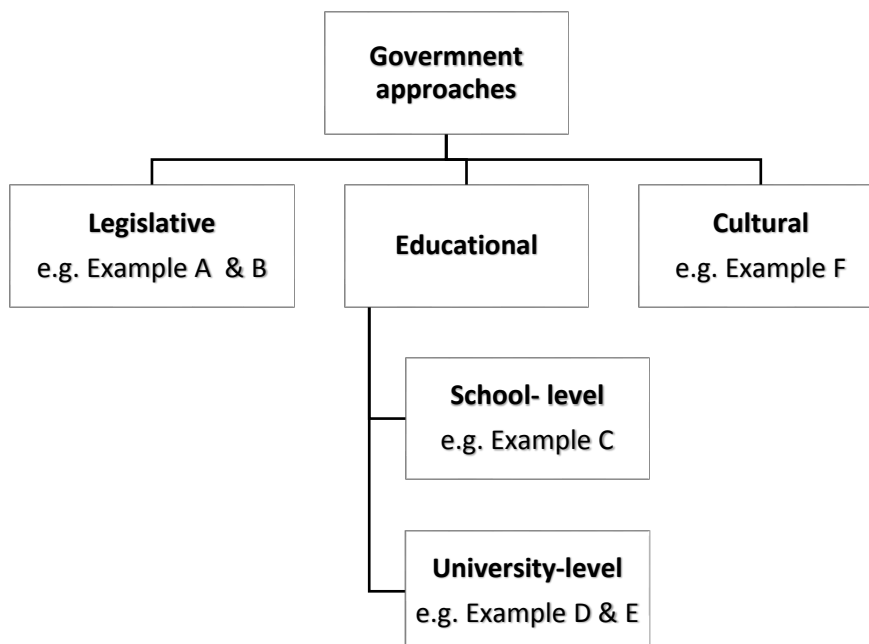 Govermnent
approaches
Legislative
e.g. Example A & B
Educational
Cultural
e.g. Example F
School- level
e.g. Example C
University-level
e.g. Example D & E